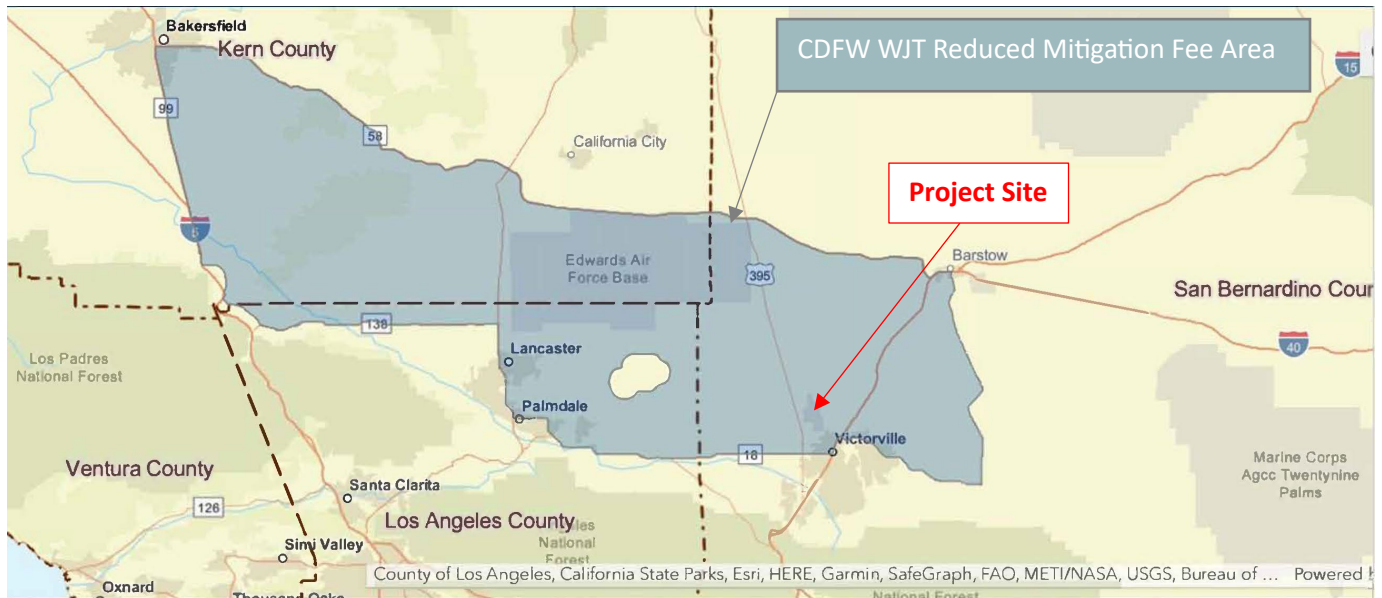 Bakersfield
Kern County
CDFW WJT Reduced Mitigation Fee Area
15
99
58
California City
Project Site
5
Edwards Air
Force Base
395
Barstow
San Bernardino Cour
138
40
Los Padres
National Forest
Lancaster
Palmdale
Victorville
18
Ventura County
Marine Corps
Agcc Twentynine
Palms
Santa Clarita
126
Los Angeles County
National
Forest
Simi Valley
County of Los Angeles, California State Parks, Esri, HERE, Garmin, SafeGraph, FAO, METI/NASA, USGS, Bureau of ... Powered
Oxnard
National Forest